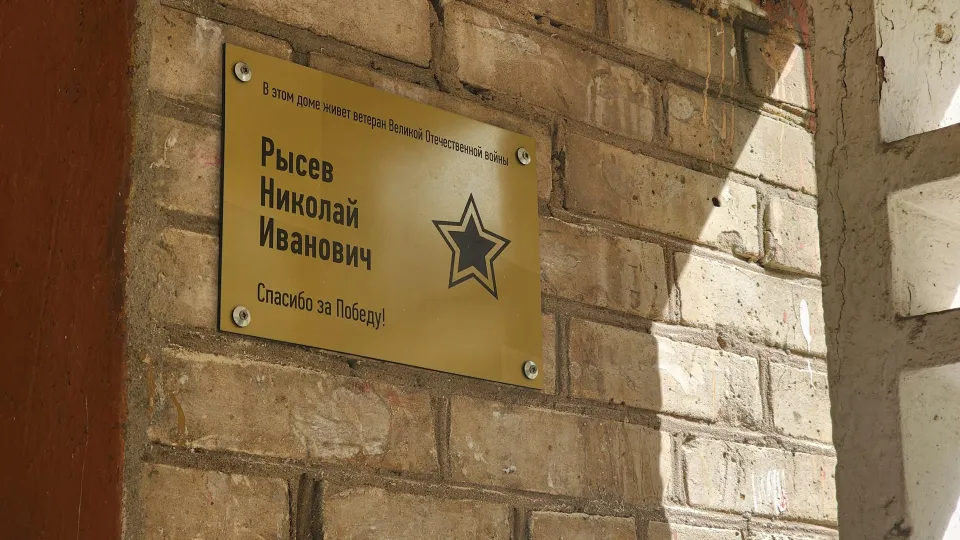 В этом доме живет ветеран Великой Отечественной войны
Рысев
Николай
Иванович
Спасибо за Победу!